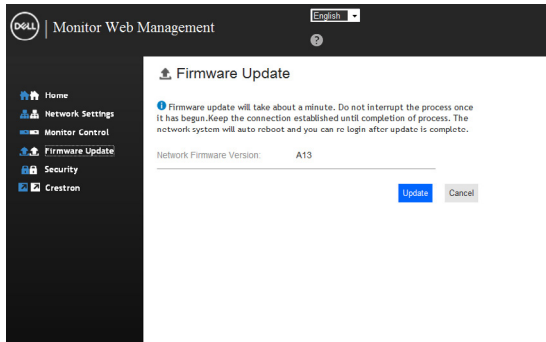 DELL | Monitor Web Management
English
?
Home
Network Settings
Monitor Control
Firmware Update
Security
Crestron
Firmware Update
Firmware update will take about a minute. Do not interrupt the process once
it has begun.Keep the connection established until completion of process. The
network system will auto reboot and you can re login after update is complete.
Network Firmware Version: A13
Update Cancel